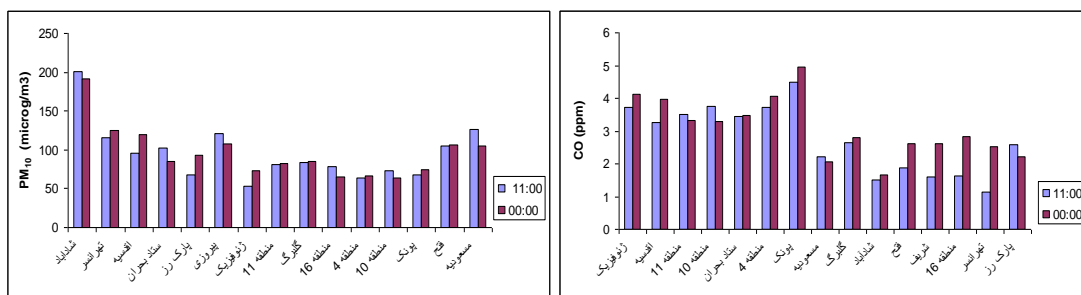 PM10 (microg/m3)
250
200
150
100
50
0
شادآباد
تهرانسر
اقدسیه
ستاد بحران
پارک رز
پیروزی
ژئوفیزیک
منطقه 11
گلبرگ
منطقه 16
منطقه 4
منطقه 10
پونک
فتح
مسعودیه
11:00
00:00
CO (ppm)
6
5
4
3
2
1
0
ژئوفیزیک
اقدسیه
منطقه 11
منطقه 10
ستاد بحران
منطقه 4
پونک
مسعودیه
گلبرگ
شادآباد
فتح
شریف
منطقه 16
تهرانسر
پارک رز
11:00
00:00